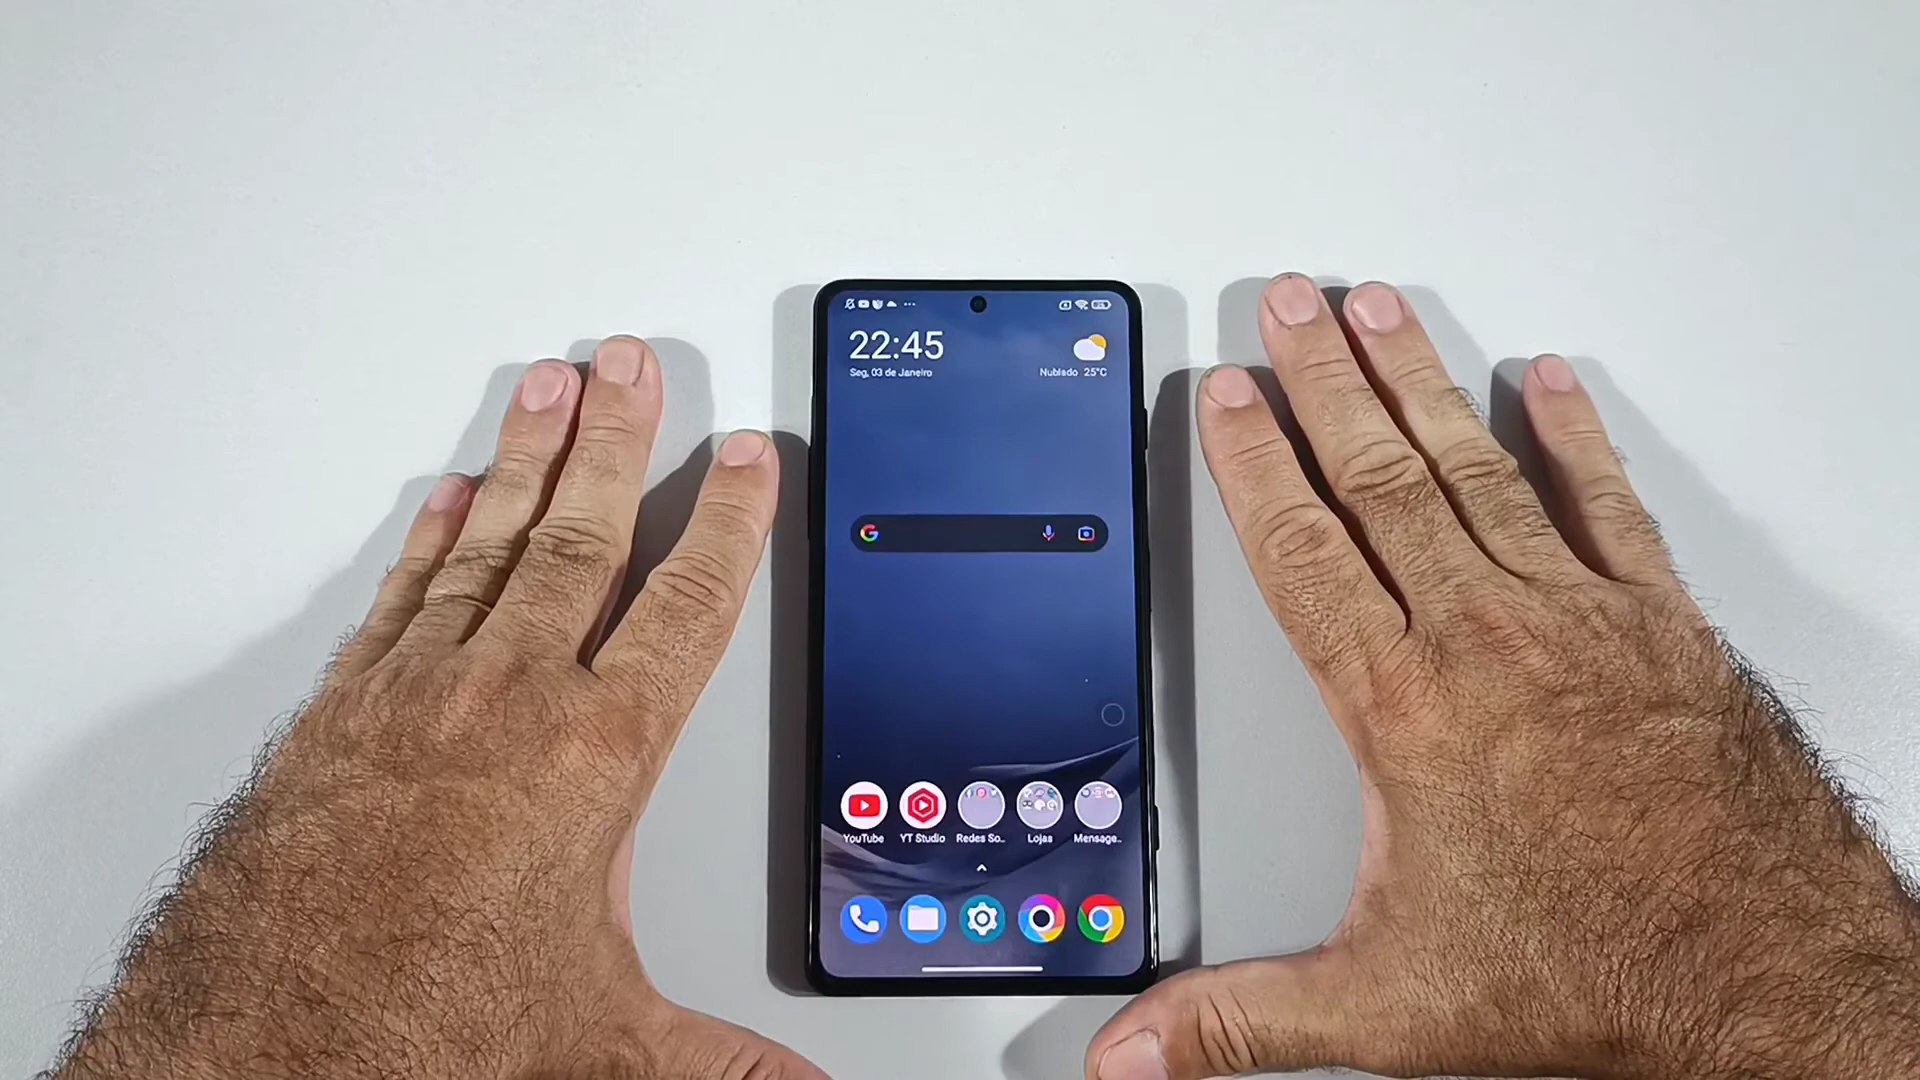 22:45
Seg, 03 de Janeiro
Nublado 25°C
G
YouTube
YT Studio
Redes So..
Lojas
Mensage..